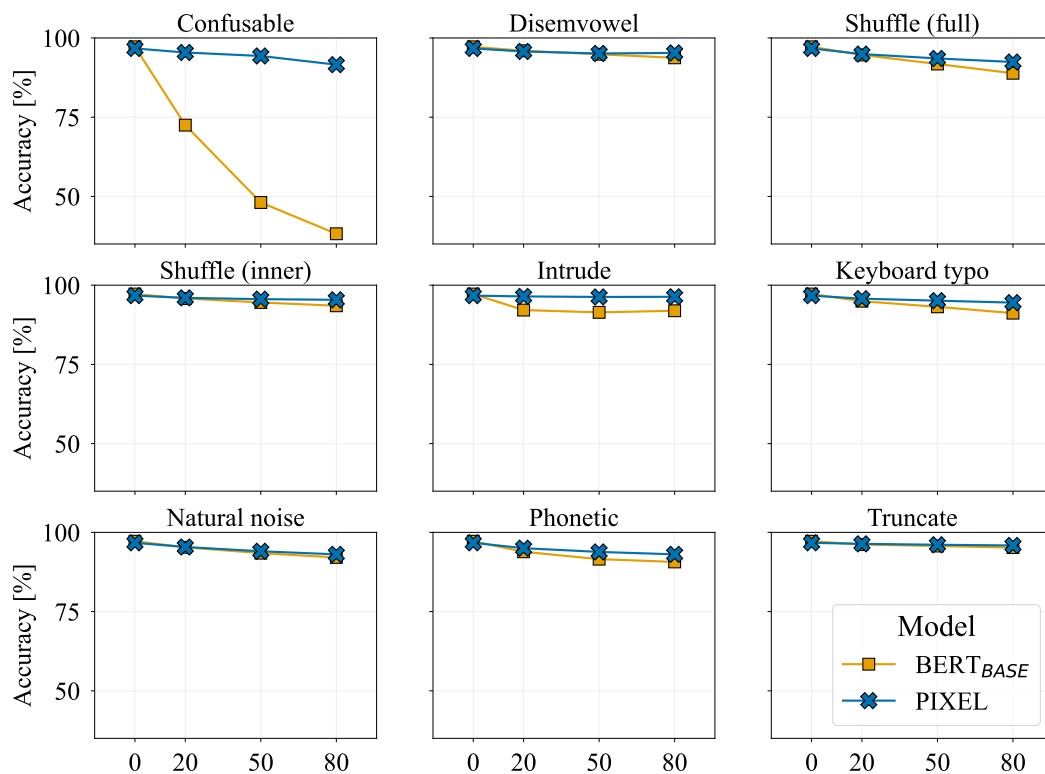 Confusable
Disemvowel
Shuffle (full)
100
75
50
Accuracy [%]
Shuffle (inner)
Intrude
Keyboard typo
100
75
50
Accuracy [%]
Natural noise
Phonetic
Truncate
100
75
50
Accuracy [%]
Model
BERT_BASE
PIXEL
0 20 50 80
0 20 50 80
0 20 50 80